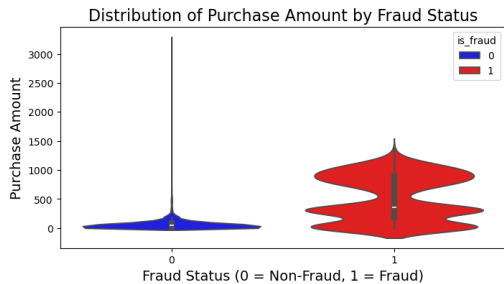 Distribution of Purchase Amount by Fraud Status
is_fraud
0
1
3000
2500
2000
1500
1000
500
0
Purchase Amount
0
1
Fraud Status (0 = Non-Fraud, 1 = Fraud)